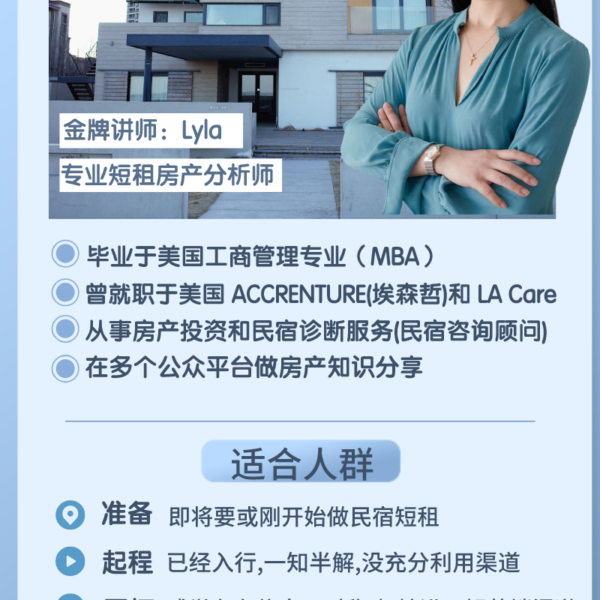 金牌讲师：Lyla
专业短租房产分析师
毕业于美国工商管理专业（MBA）
曾就职于美国 ACCRENTURE(埃森哲)和 LA Care
从事房产投资和民宿诊断服务(民宿咨询顾问)
在多个公众平台做房产知识分享
适合人群
准备 即将要或刚开始做民宿短租
起程 已经入行,一知半解,没充分利用渠道